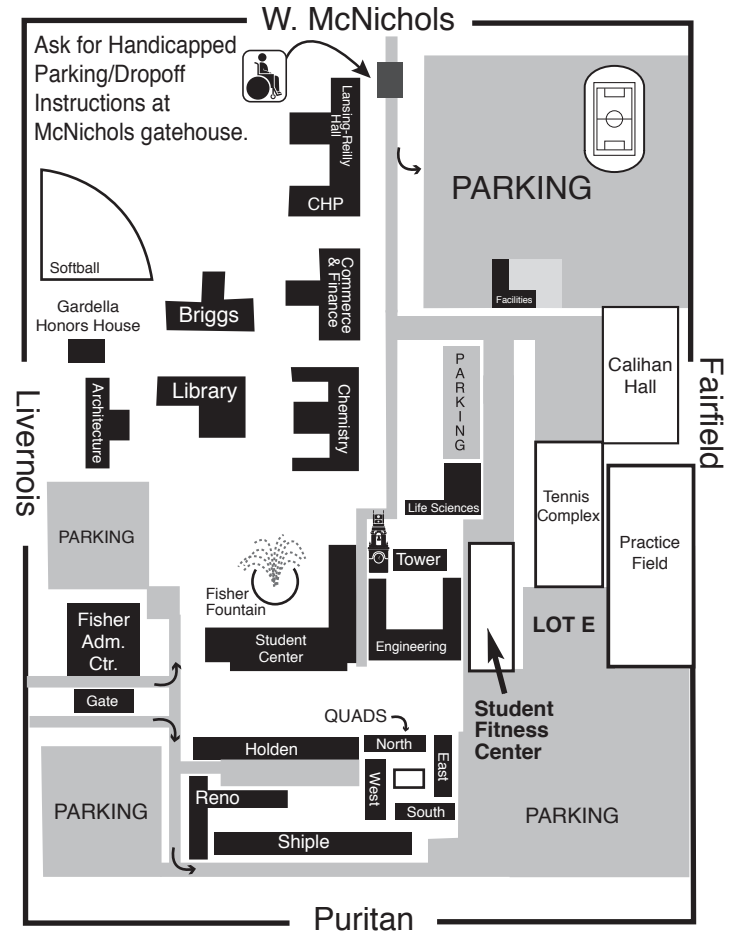 W. McNichols
Ask for Handicapped
Parking/Dropoff
Instructions at
McNichols gatehouse.
Lansing-Reilly
Hall
CHP
PARKING
Softball
Commerce
& Finance
Facilities
Gardella
Honors House
Briggs
Calihan
Hall
PARKING
Livernois
Fairfield
Architecture
Library
Chemistry
Life Sciences
Tennis
Complex
PARKING
Practice
Field
Tower
Fisher
Fountain
Fisher
Adm.
Ctr.
Student
Center
Engineering
LOT E
Gate
Student
Fitness
Center
QUADS
Holden
North
East
West
South
Reno
Shiple
PARKING
PARKING
Puritan